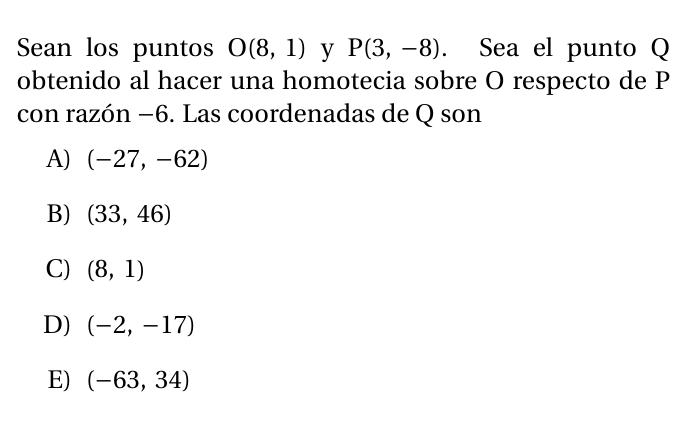 Sean los puntos O(8, 1) y P(3, −8). Sea el punto Q
obtenido al hacer una homotecia sobre O respecto de P
con razón −6. Las coordenadas de Q son
A) (−27, −62)
B) (33, 46)
C) (8, 1)
D) (−2, −17)
E) (−63, 34)